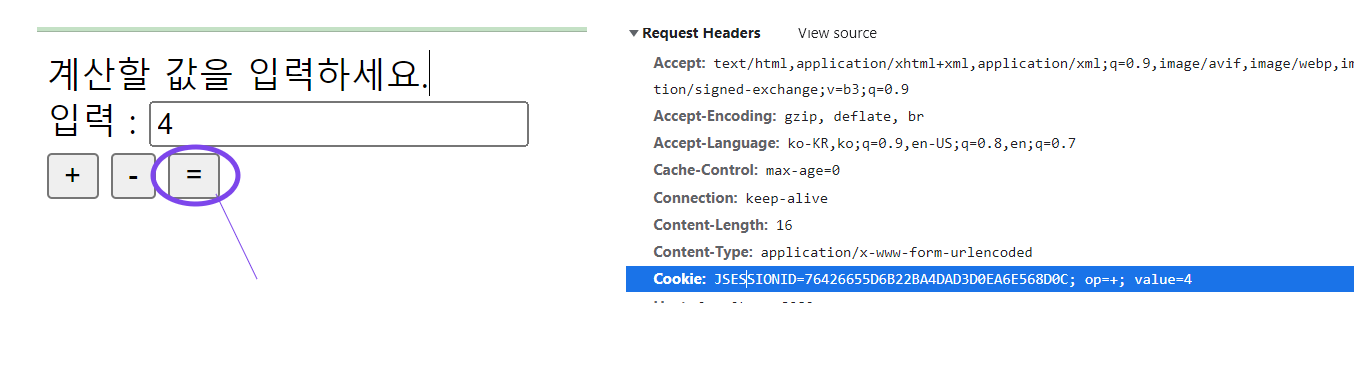 계산할 값을 입력하세요.
입력 : 4
+ - =
Request Headers View source
Accept: text/html,application/xhtml+xml,application/xml;q=0.9,image/avif,image/webp,im
tion/signed-exchange;v=b3;q=0.9
Accept-Encoding: gzip, deflate, br
Accept-Language: ko-KR,ko;q=0.9,en-US;q=0.8,en;q=0.7
Cache-Control: max-age=0
Connection: keep-alive
Content-Length: 16
Content-Type: application/x-www-form-urlencoded
Cookie: JSESSIONID=76426655D6B22BA4DAD3D0EA6E568D0C; op=+; value=4